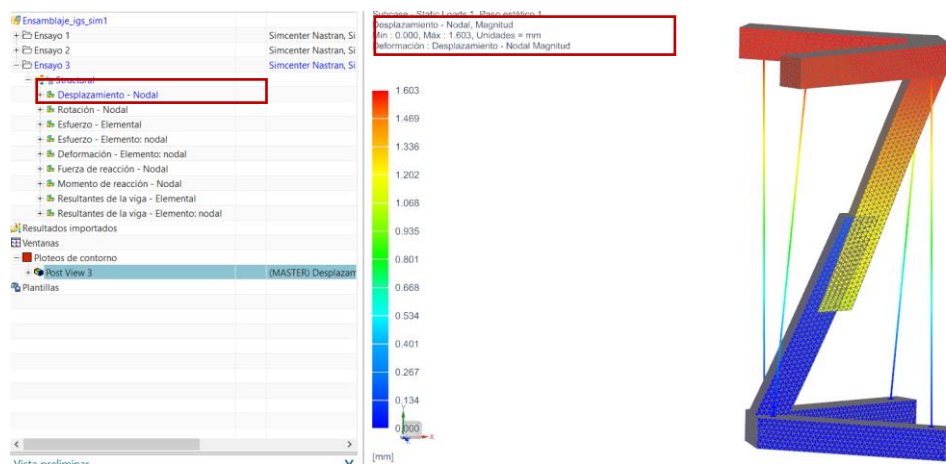 Ensamblaje_igs_sim1
Ensayo 1 Simcenter Nastran, Si
Ensayo 2 Simcenter Nastran, Si
Ensayo 3 Simcenter Nastran, Si
Structural
Desplazamiento - Nodal
Rotación - Nodal
Esfuerzo - Elemental
Esfuerzo - Elemento: nodal
Deformación - Elemento: nodal
Fuerza de reacción - Nodal
Momento de reacción - Nodal
Resultantes de la viga - Elemental
Resultantes de la viga - Elemento: nodal
Resultados importados
Ventanas
Ploteos de contorno
Post View 3 (MASTER) Desplazam
Plantillas
Vista preliminar
Subcase - Static Loads 1, Paso estático 1
Desplazamiento - Nodal, Magnitud
Min : 0.000, Máx : 1.603, Unidades = mm
Deformación : Desplazamiento - Nodal Magnitud
1.603
1.469
1.336
1.202
1.068
0.935
0.801
0.668
0.534
0.401
0.267
0.134
0.000
Y
X
[mm]